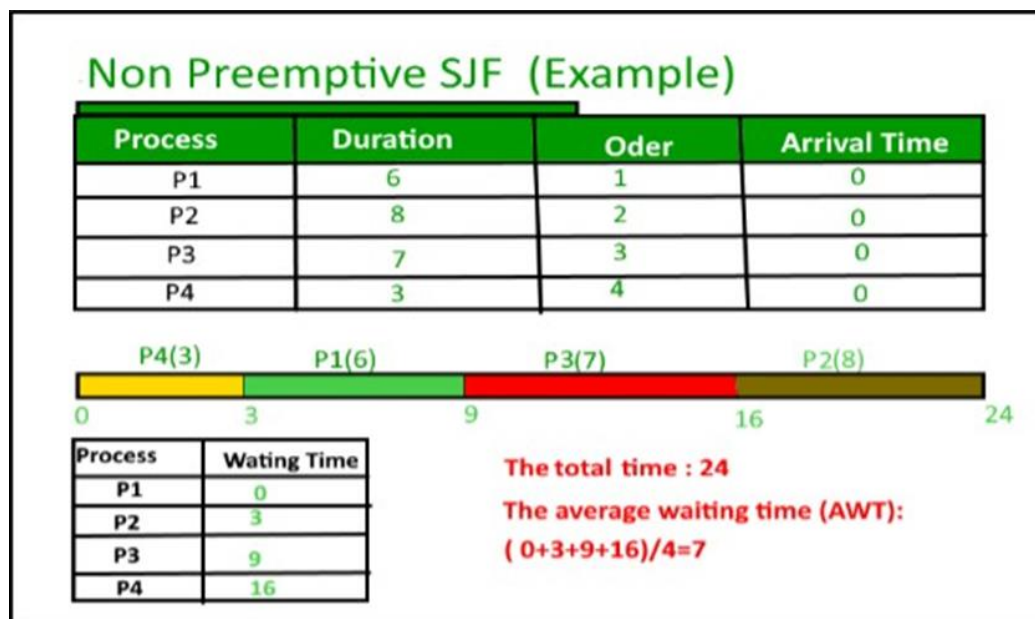 Non Preemptive SJF (Example)
Process Duration Oder Arrival Time
P1 6 1 0
P2 8 2 0
P3 7 3 0
P4 3 4 0
P4(3) P1(6) P3(7) P2(8)
0 3 9 16 24
Process Wating Time
P1 0
P2 3
P3 9
P4 16
The total time : 24
The average waiting time (AWT):
( 0+3+9+16)/4=7